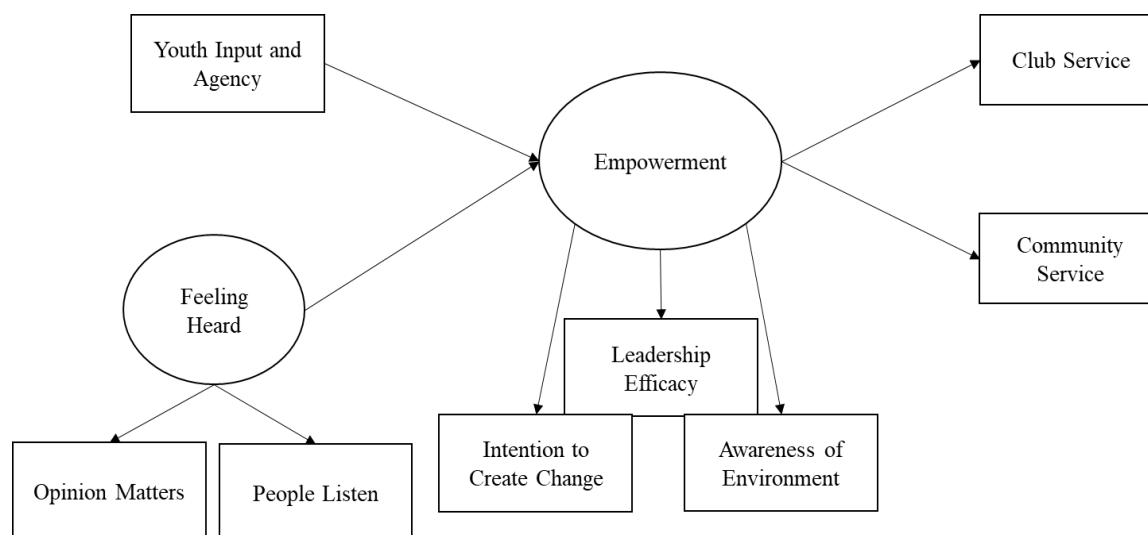 Youth Input and
Agency
Club Service
Empowerment
Community
Service
Feeling
Heard
Leadership
Efficacy
Intention to
Create Change
Awareness of
Environment
Opinion Matters
People Listen